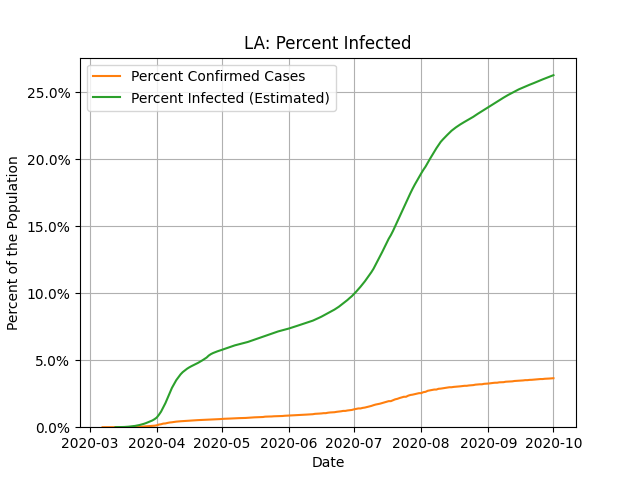 LA: Percent Infected
Percent Confirmed Cases
Percent Infected (Estimated)
Percent of the Population
25.0%
20.0%
15.0%
10.0%
5.0%
0.0%
2020-03 2020-04 2020-05 2020-06 2020-07 2020-08 2020-09 2020-10
Date